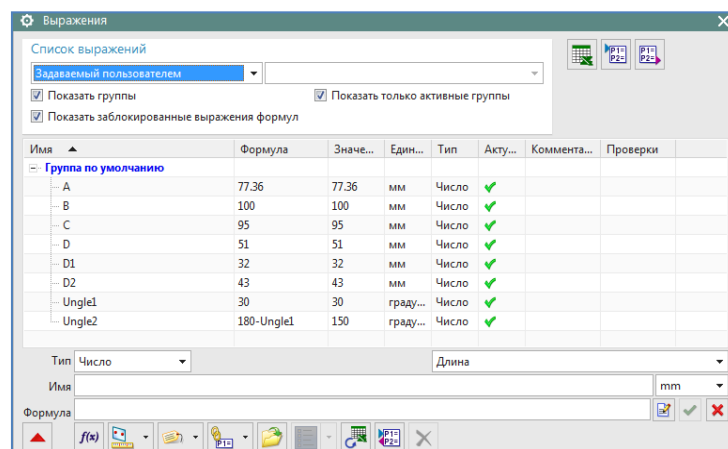 Выражения
Список выражений
Задаваемый пользователем
Показать группы Показать только активные группы
Показать заблокированные выражения формул
Имя Формула Значе... Един... Тип Акту... Коммента... Проверки
Группа по умолчанию
A 77.36 77.36 мм Число
B 100 100 мм Число
C 95 95 мм Число
D 51 51 мм Число
D1 32 32 мм Число
D2 43 43 мм Число
Ungle1 30 30 граду... Число
Ungle2 180-Ungle1 150 граду... Число
Тип Число Длина
Имя mm
Формула
f(x) P1= P1= P2=